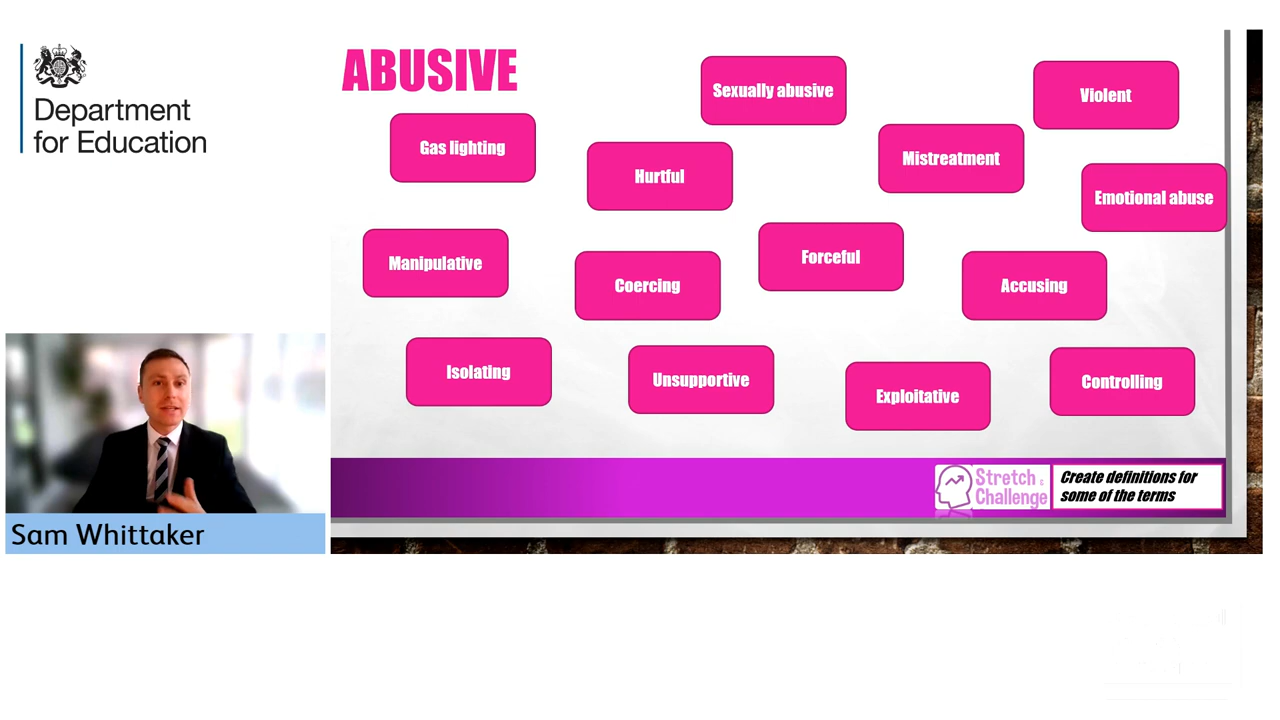 Department
for Education
ABUSIVE
Sexually abusive
Violent
Gas lighting
Hurtful
Mistreatment
Emotional abuse
Manipulative
Coercing
Forceful
Accusing
Isolating
Unsupportive
Exploitative
Controlling
Stretch &
Challenge
Create definitions for
some of the terms
Sam Whittaker